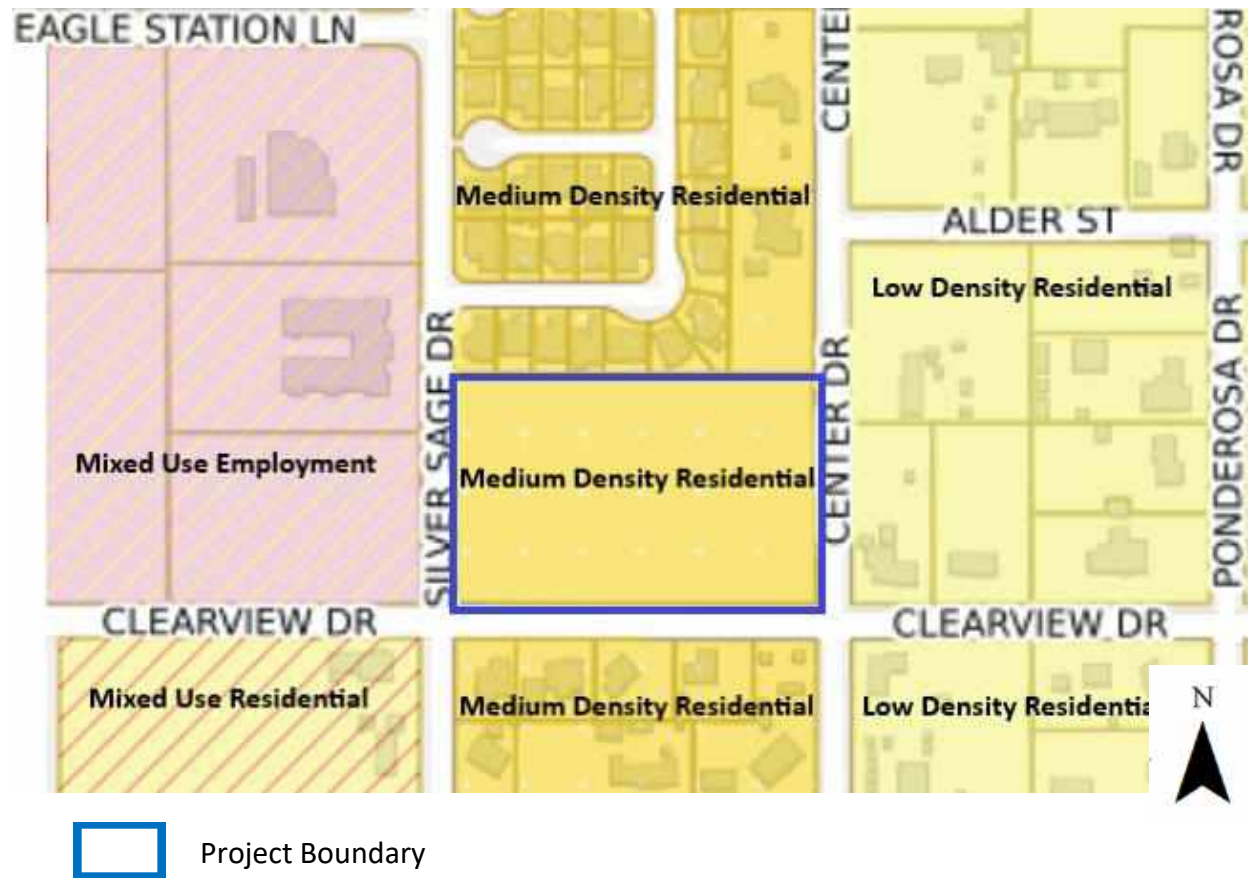 EAGLE STATION LN
CENTE
ROSA DR
Medium Density Residential
ALDER ST
Low Density Residential
SILVER SAGE DR
CENTER DR
PONDEROSA DR
Mixed Use Employment
Medium Density Residential
CLEARVIEW DR
CLEARVIEW DR
Mixed Use Residential
Medium Density Residential
Low Density Residentia
N
Project Boundary